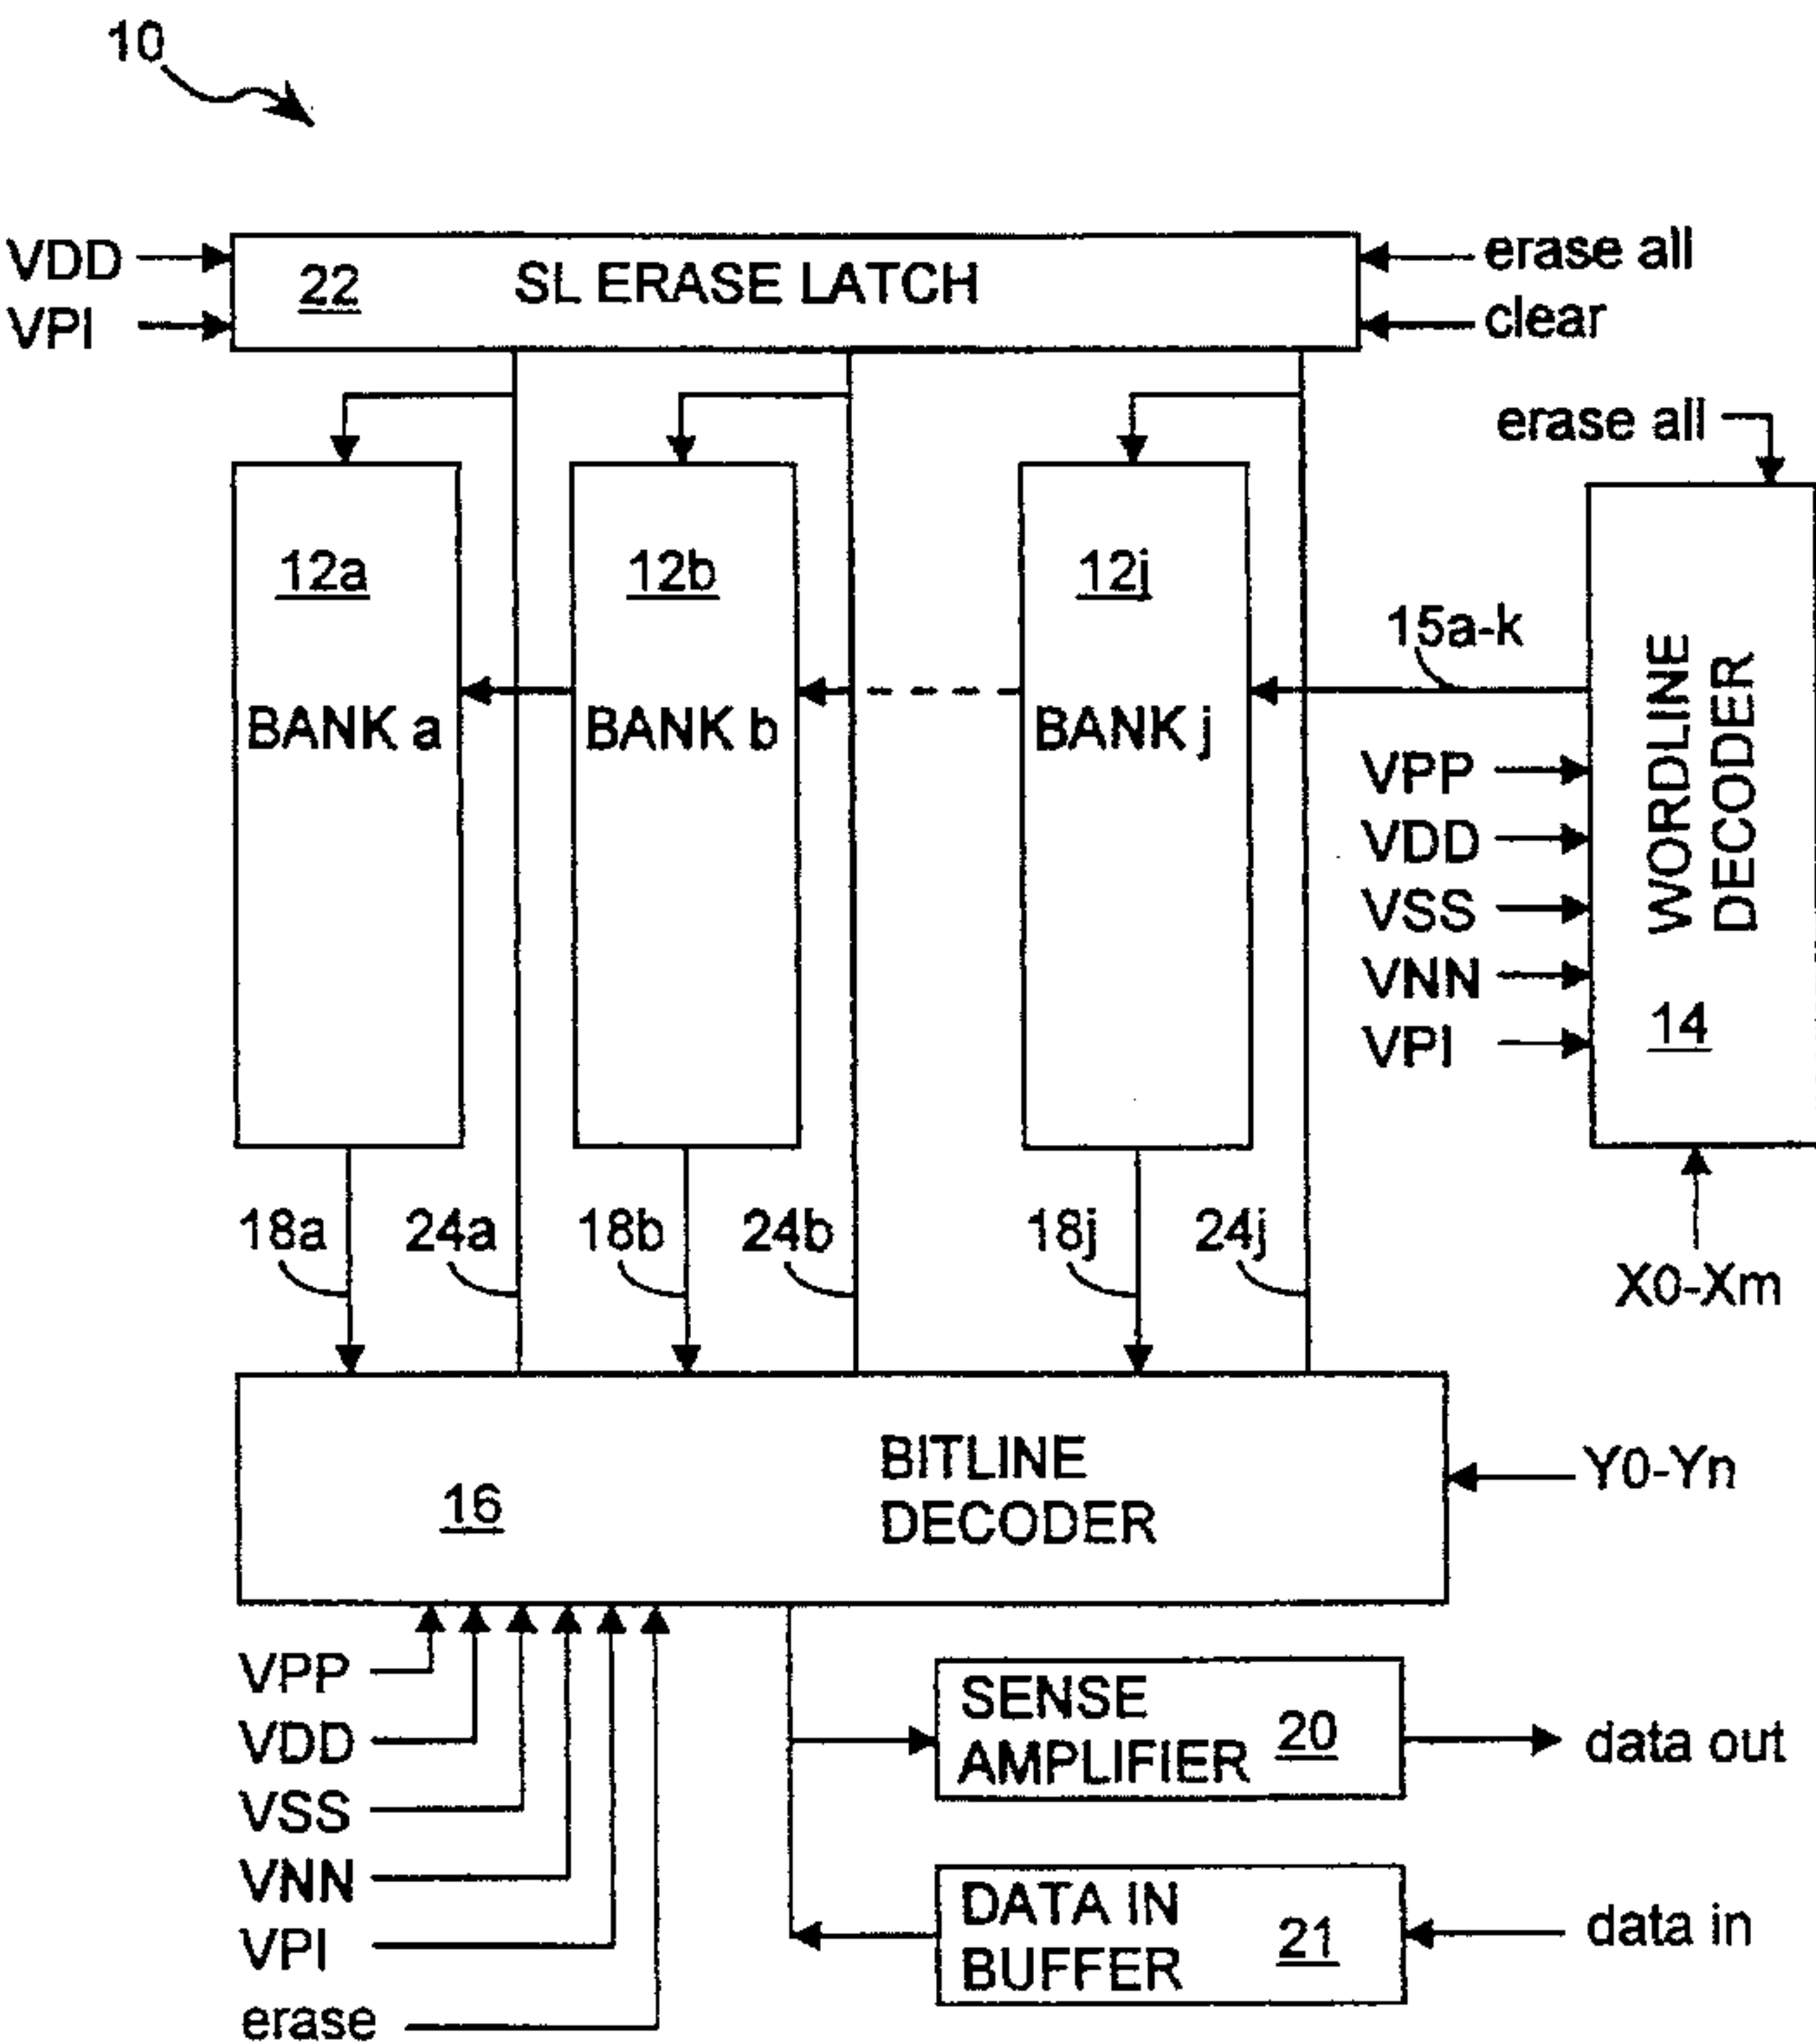 10
VDD
VPI
22 SL ERASE LATCH
erase all
clear
erase all
12a
12b
12j
15a-k
BANK a
BANK b
BANK j
WORDLINE
DECODER
14
VPP
VDD
VSS
VNN
VPI
18a
24a
18b
24b
18j
24j
X0-Xm
BITLINE
DECODER
16
Y0-Yn
VPP
VDD
VSS
VNN
VPI
erase
SENSE
AMPLIFIER
20
data out
DATA IN
BUFFER
21
data in